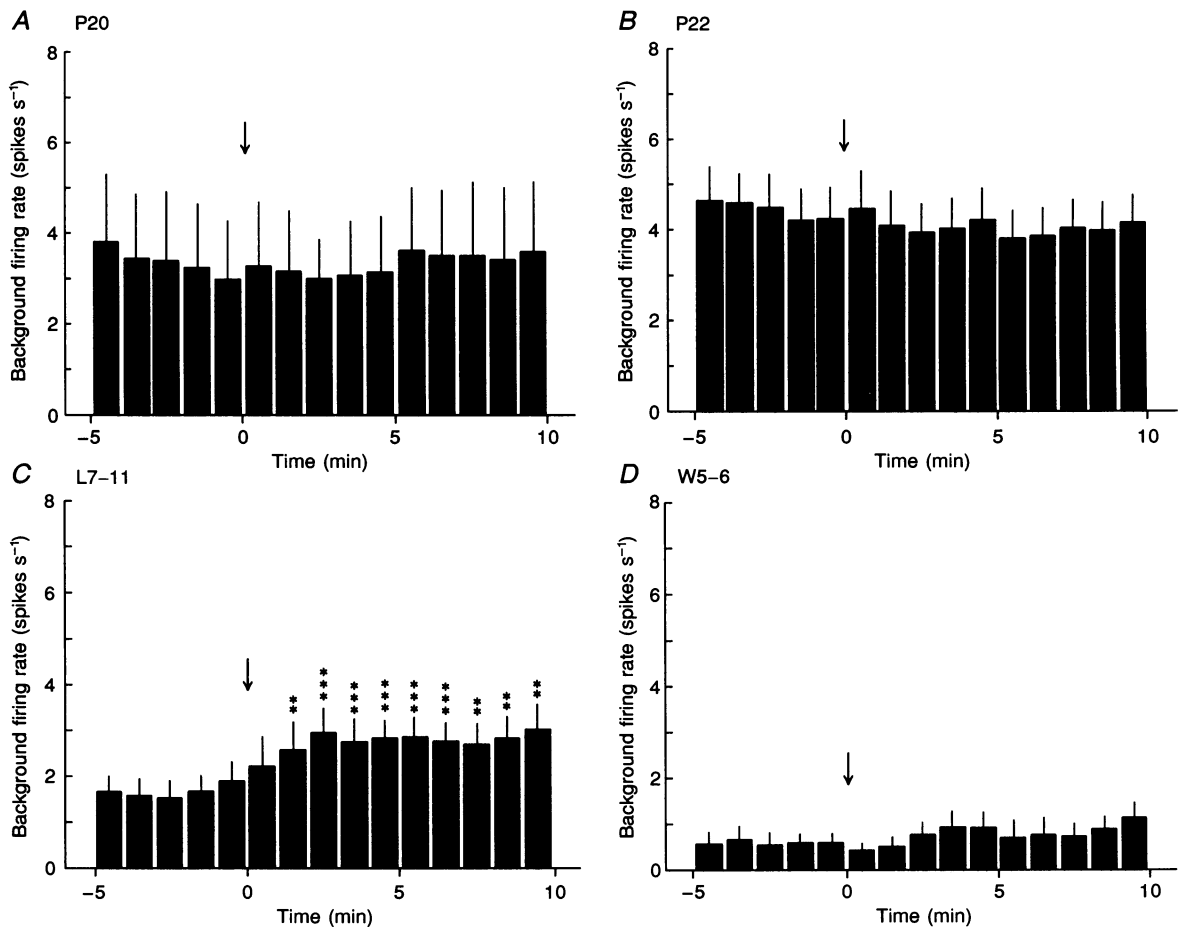 A P20
Background firing rate (spikes s⁻¹)
8
6
4
2
0
−5 0 5 10
Time (min)
B P22
Background firing rate (spikes s⁻¹)
8
6
4
2
0
−5 0 5 10
Time (min)
C L7–11
Background firing rate (spikes s⁻¹)
8
6
4
2
0
** *** *** *** *** *** ** ** **
−5 0 5 10
Time (min)
D W5–6
Background firing rate (spikes s⁻¹)
8
6
4
2
0
−5 0 5 10
Time (min)